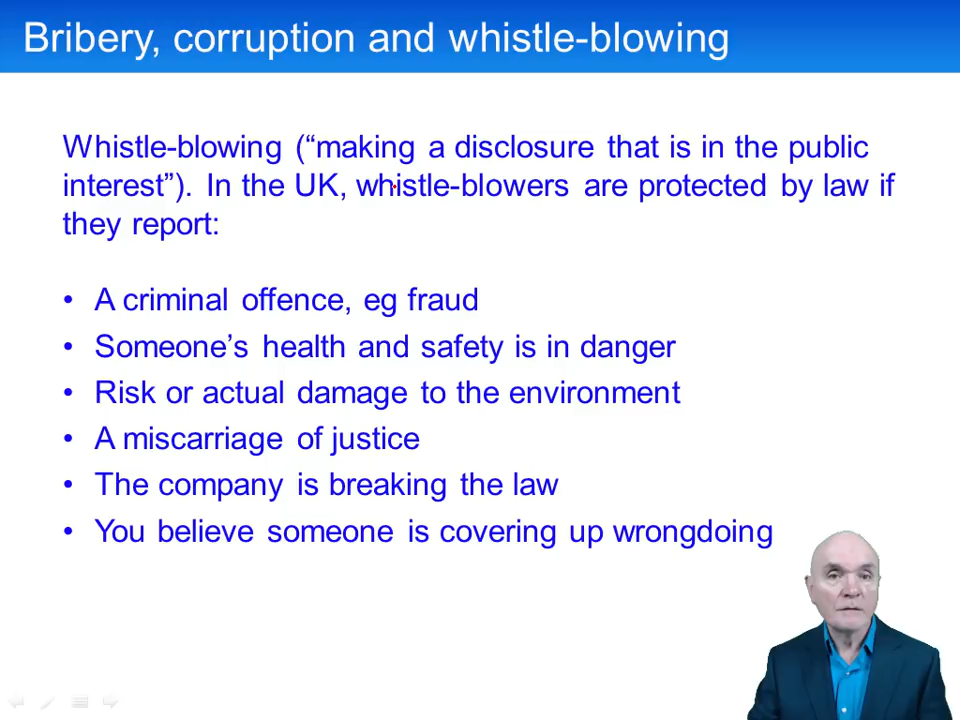 Bribery, corruption and whistle-blowing
Whistle-blowing (“making a disclosure that is in the public
interest”). In the UK, whistle-blowers are protected by law if
they report:
• A criminal offence, eg fraud
• Someone’s health and safety is in danger
• Risk or actual damage to the environment
• A miscarriage of justice
• The company is breaking the law
• You believe someone is covering up wrongdoing